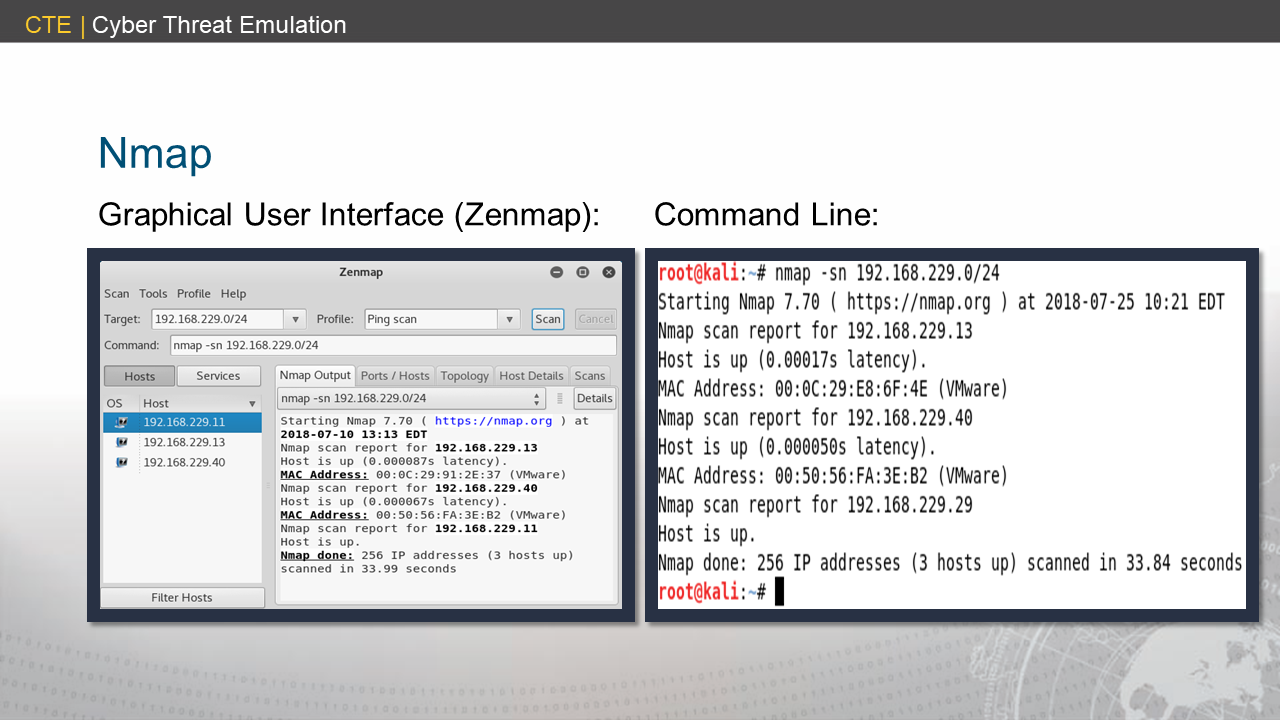 CTE | Cyber Threat Emulation
Nmap
Graphical User Interface (Zenmap):
Zenmap
Scan Tools Profile Help
Target: 192.168.229.0/24 Profile: Ping scan Scan Cancel
Command: nmap -sn 192.168.229.0/24
Hosts Services
OS Host
192.168.229.11
192.168.229.13
192.168.229.40
Filter Hosts
Nmap Output Ports / Hosts Topology Host Details Scans
nmap -sn 192.168.229.0/24 Details
Starting Nmap 7.70 ( https://nmap.org ) at
2018-07-10 13:13 EDT
Nmap scan report for 192.168.229.13
Host is up (0.000087s latency).
MAC Address: 00:0C:29:91:2E:37 (VMware)
Nmap scan report for 192.168.229.40
Host is up (0.000067s latency).
MAC Address: 00:50:56:FA:3E:B2 (VMware)
Nmap scan report for 192.168.229.11
Host is up.
Nmap done: 256 IP addresses (3 hosts up)
scanned in 33.99 seconds
Command Line:
root@kali:~# nmap -sn 192.168.229.0/24
Starting Nmap 7.70 ( https://nmap.org ) at 2018-07-25 10:21 EDT
Nmap scan report for 192.168.229.13
Host is up (0.00017s latency).
MAC Address: 00:0C:29:E8:6F:4E (VMware)
Nmap scan report for 192.168.229.40
Host is up (0.000050s latency).
MAC Address: 00:50:56:FA:3E:B2 (VMware)
Nmap scan report for 192.168.229.29
Host is up.
Nmap done: 256 IP addresses (3 hosts up) scanned in 33.84 seconds
root@kali:~#